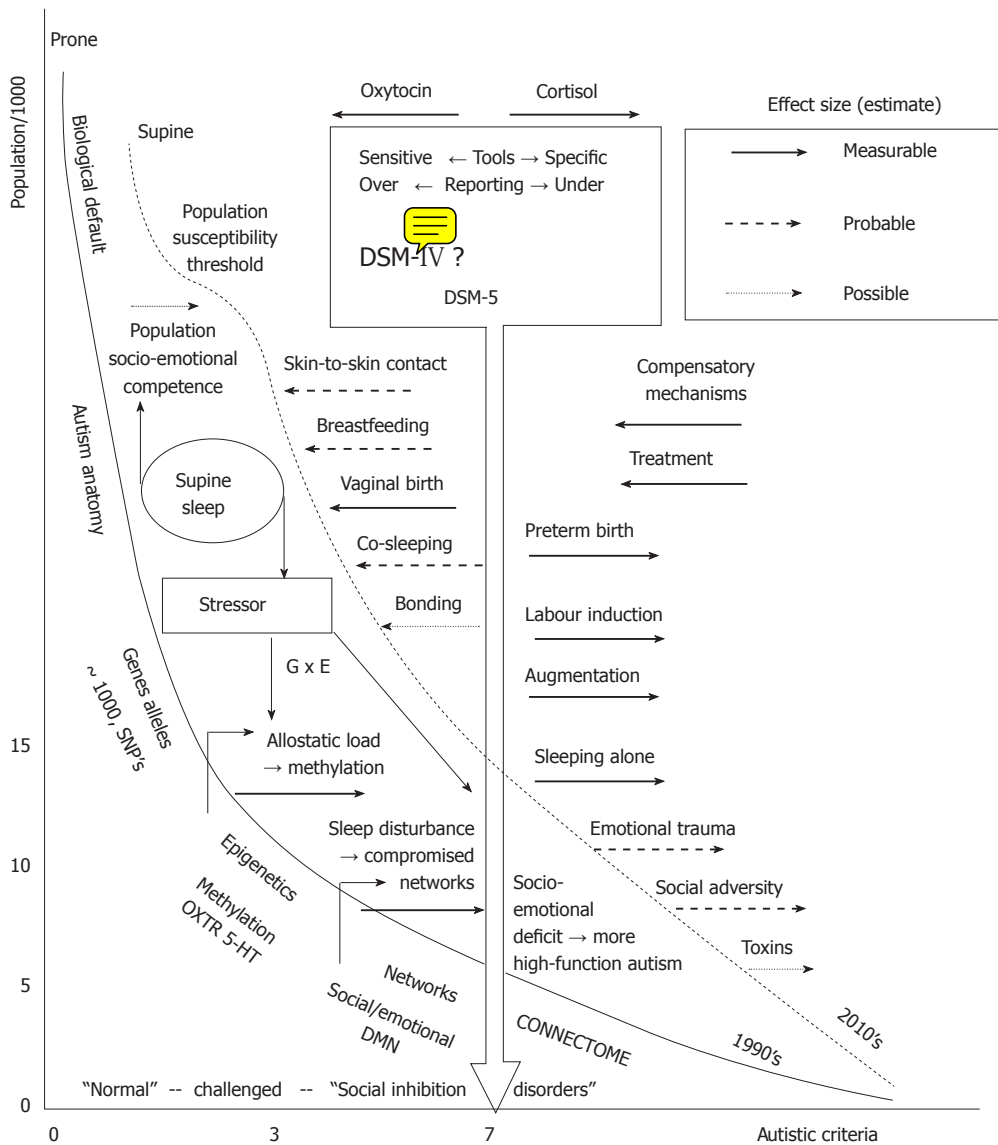 Prone
Population/1000
Biological default
Supine
Population
susceptibility
threshold
Oxytocin
Cortisol
Sensitive ← Tools → Specific
Over ← Reporting → Under
DSM-IV ?
DSM-5
Effect size (estimate)
Measurable
Probable
Possible
Population
socio-emotional
competence
Autism anatomy
Supine
sleep
Stressor
G x E
Genes alleles
~ 1000, SNP's
Allostatic load
→ methylation
Epigenetics
Methylation
OXTR 5-HT
Sleep disturbance
→ compromised
networks
Networks
Social/emotional
DMN
Skin-to-skin contact
Breastfeeding
Vaginal birth
Co-sleeping
Bonding
Compensatory
mechanisms
Treatment
Preterm birth
Labour induction
Augmentation
Sleeping alone
Emotional trauma
Social adversity
Toxins
Socio-
emotional
deficit → more
high-function autism
CONNECTOME
1990's
2010's
15
10
5
0
"Normal" -- challenged -- "Social inhibition disorders"
0 3 7 Autistic criteria